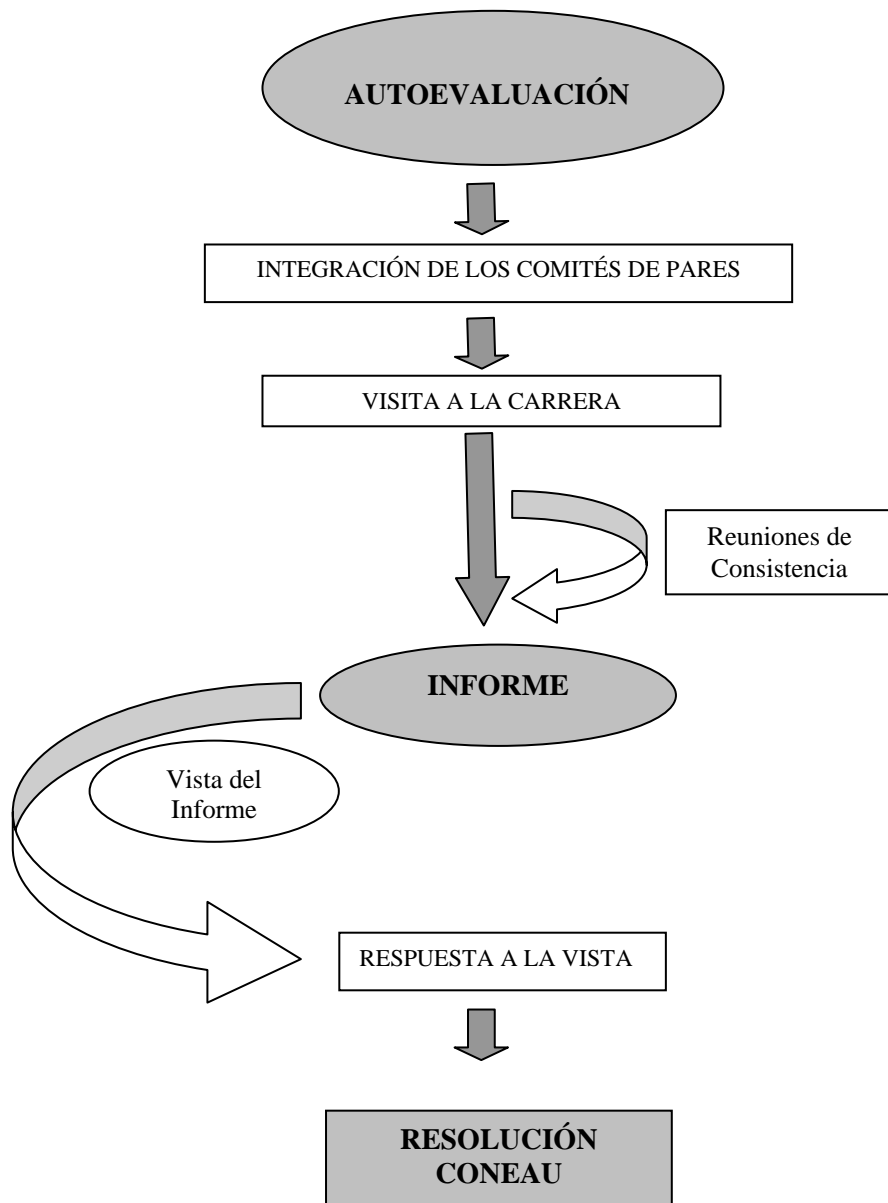 AUTOEVALUACIÓN
INTEGRACIÓN DE LOS COMITÉS DE PARES
VISITA A LA CARRERA
Reuniones de
Consistencia
INFORME
Vista del
Informe
RESPUESTA A LA VISTA
RESOLUCIÓN
CONEAU